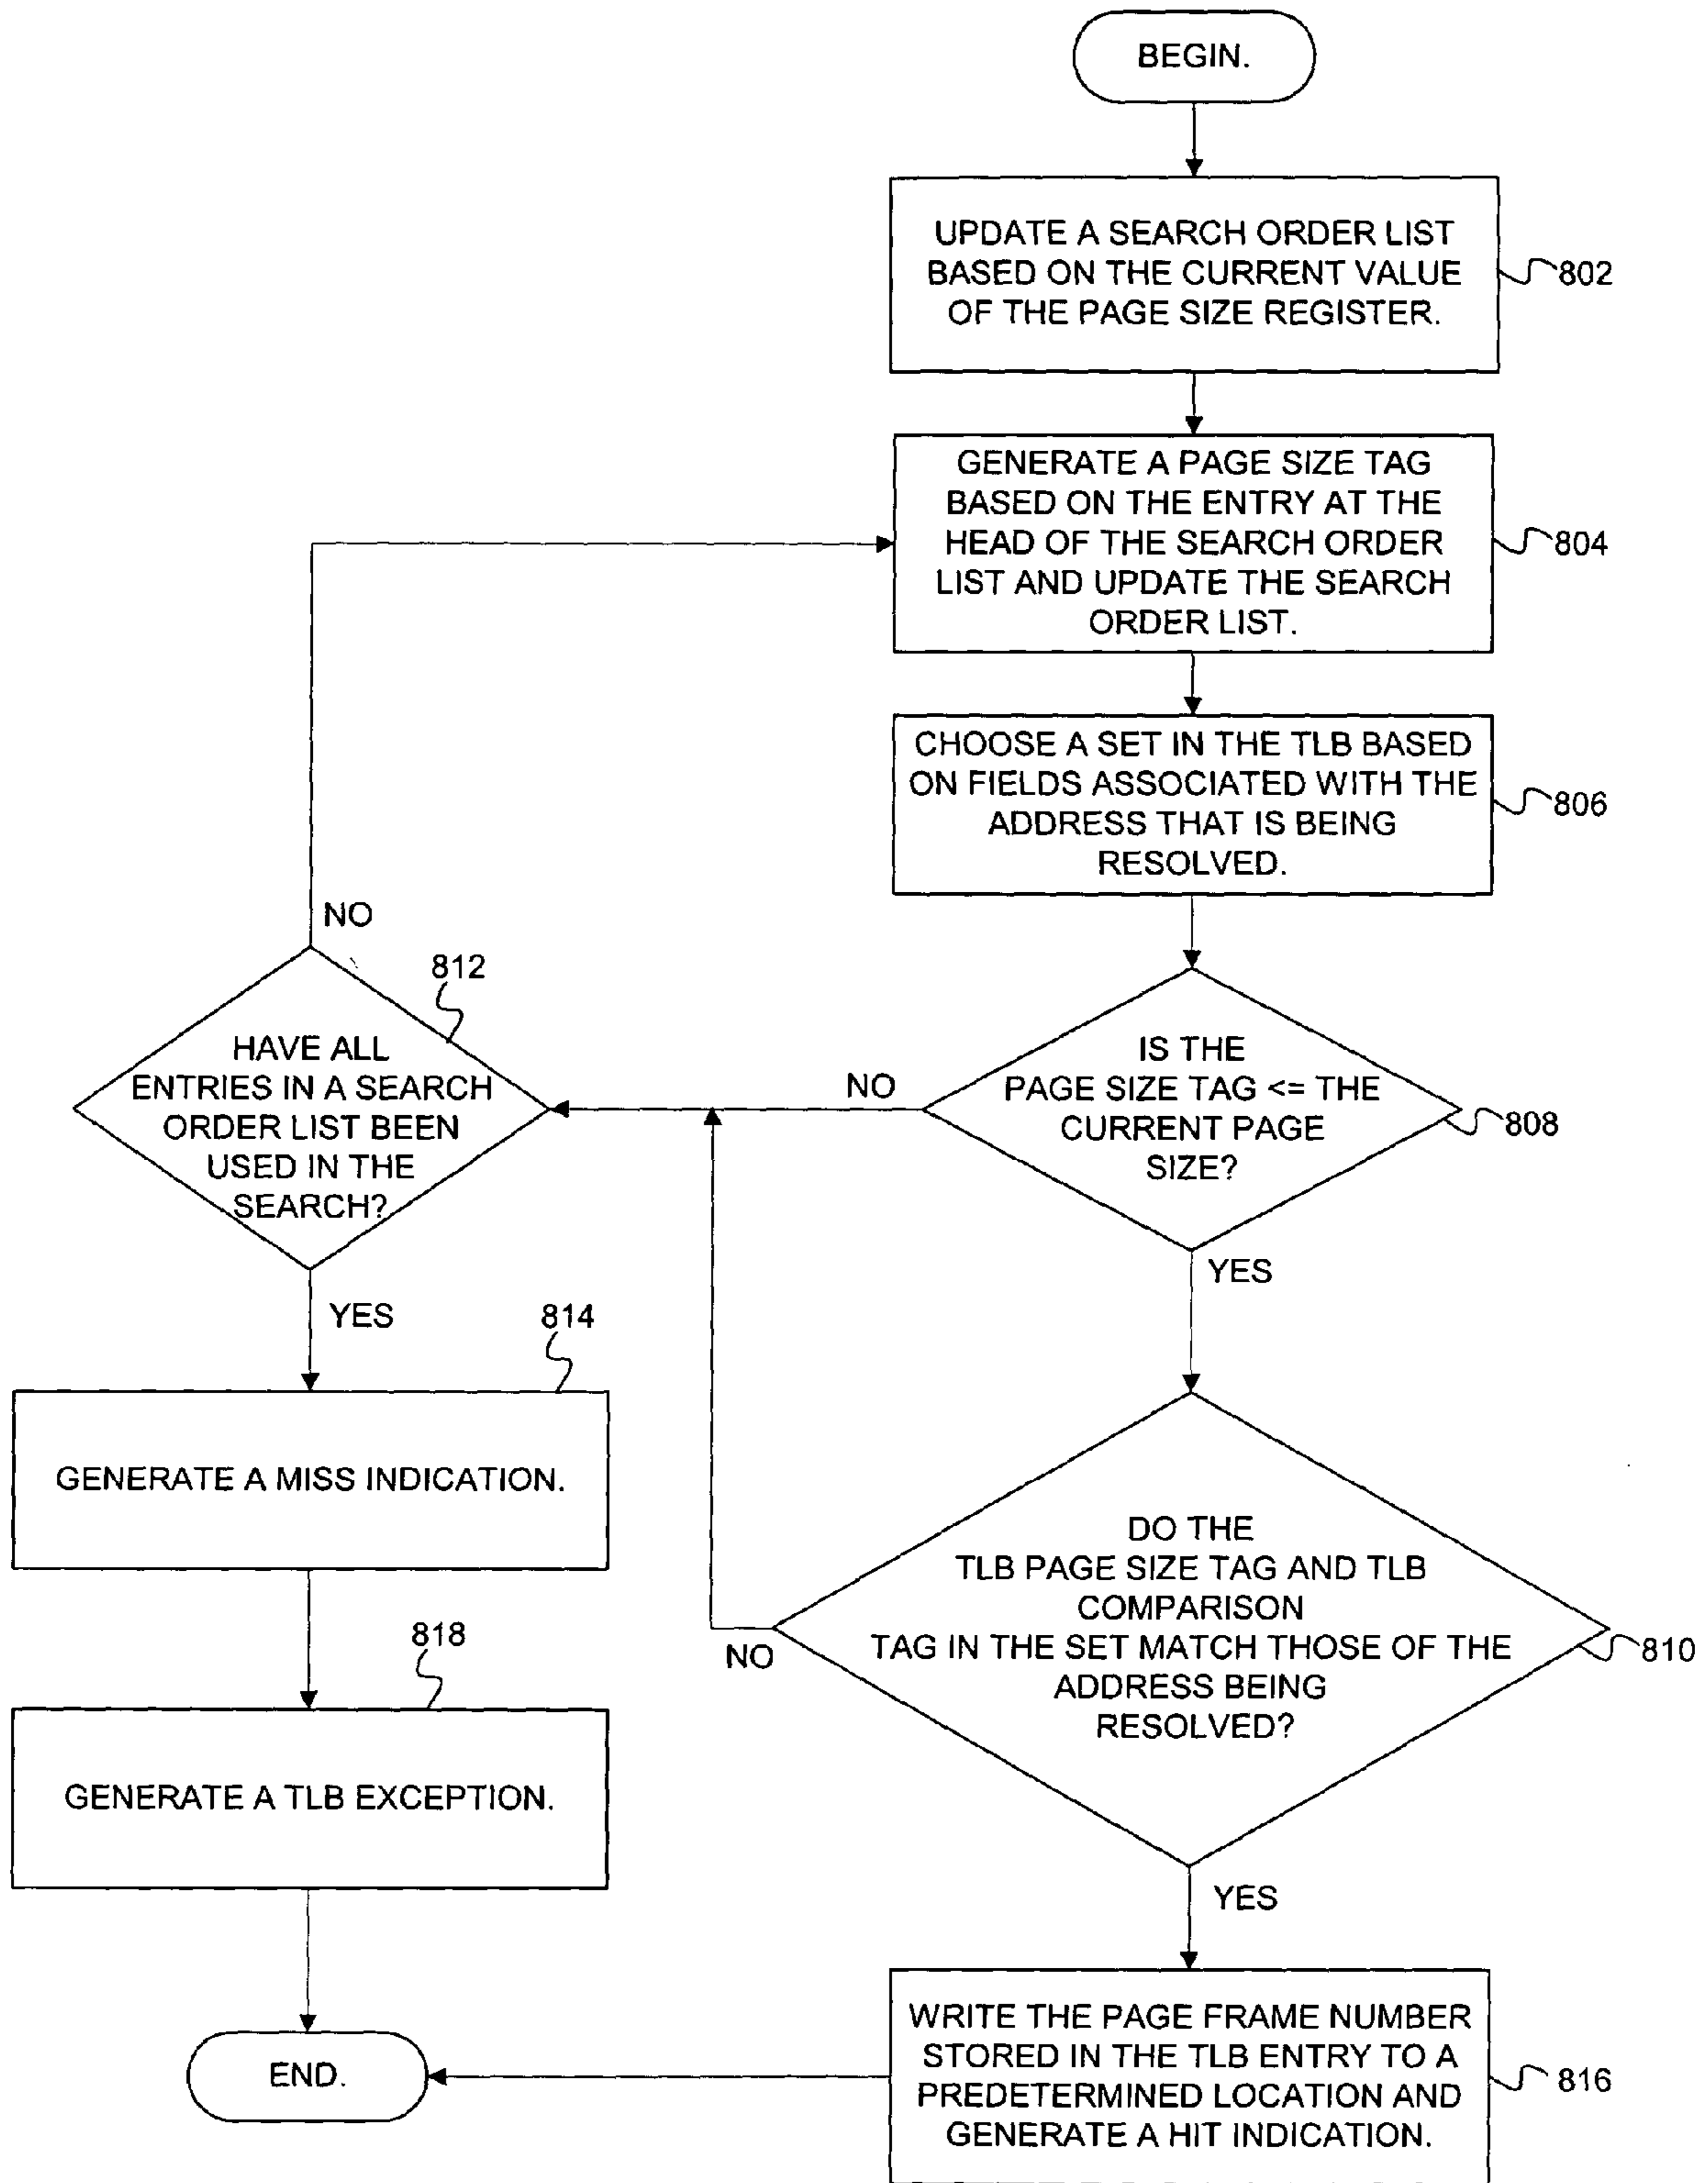 BEGIN.
UPDATE A SEARCH ORDER LIST
BASED ON THE CURRENT VALUE
OF THE PAGE SIZE REGISTER.
802
GENERATE A PAGE SIZE TAG
BASED ON THE ENTRY AT THE
HEAD OF THE SEARCH ORDER
LIST AND UPDATE THE SEARCH
ORDER LIST.
804
CHOOSE A SET IN THE TLB BASED
ON FIELDS ASSOCIATED WITH THE
ADDRESS THAT IS BEING
RESOLVED.
806
IS THE
PAGE SIZE TAG <= THE
CURRENT PAGE
SIZE?
808
NO
YES
812
HAVE ALL
ENTRIES IN A SEARCH
ORDER LIST BEEN
USED IN THE
SEARCH?
NO
YES
814
GENERATE A MISS INDICATION.
818
GENERATE A TLB EXCEPTION.
DO THE
TLB PAGE SIZE TAG AND TLB
COMPARISON
TAG IN THE SET MATCH THOSE OF THE
ADDRESS BEING
RESOLVED?
810
NO
YES
WRITE THE PAGE FRAME NUMBER
STORED IN THE TLB ENTRY TO A
PREDETERMINED LOCATION AND
GENERATE A HIT INDICATION.
816
END.